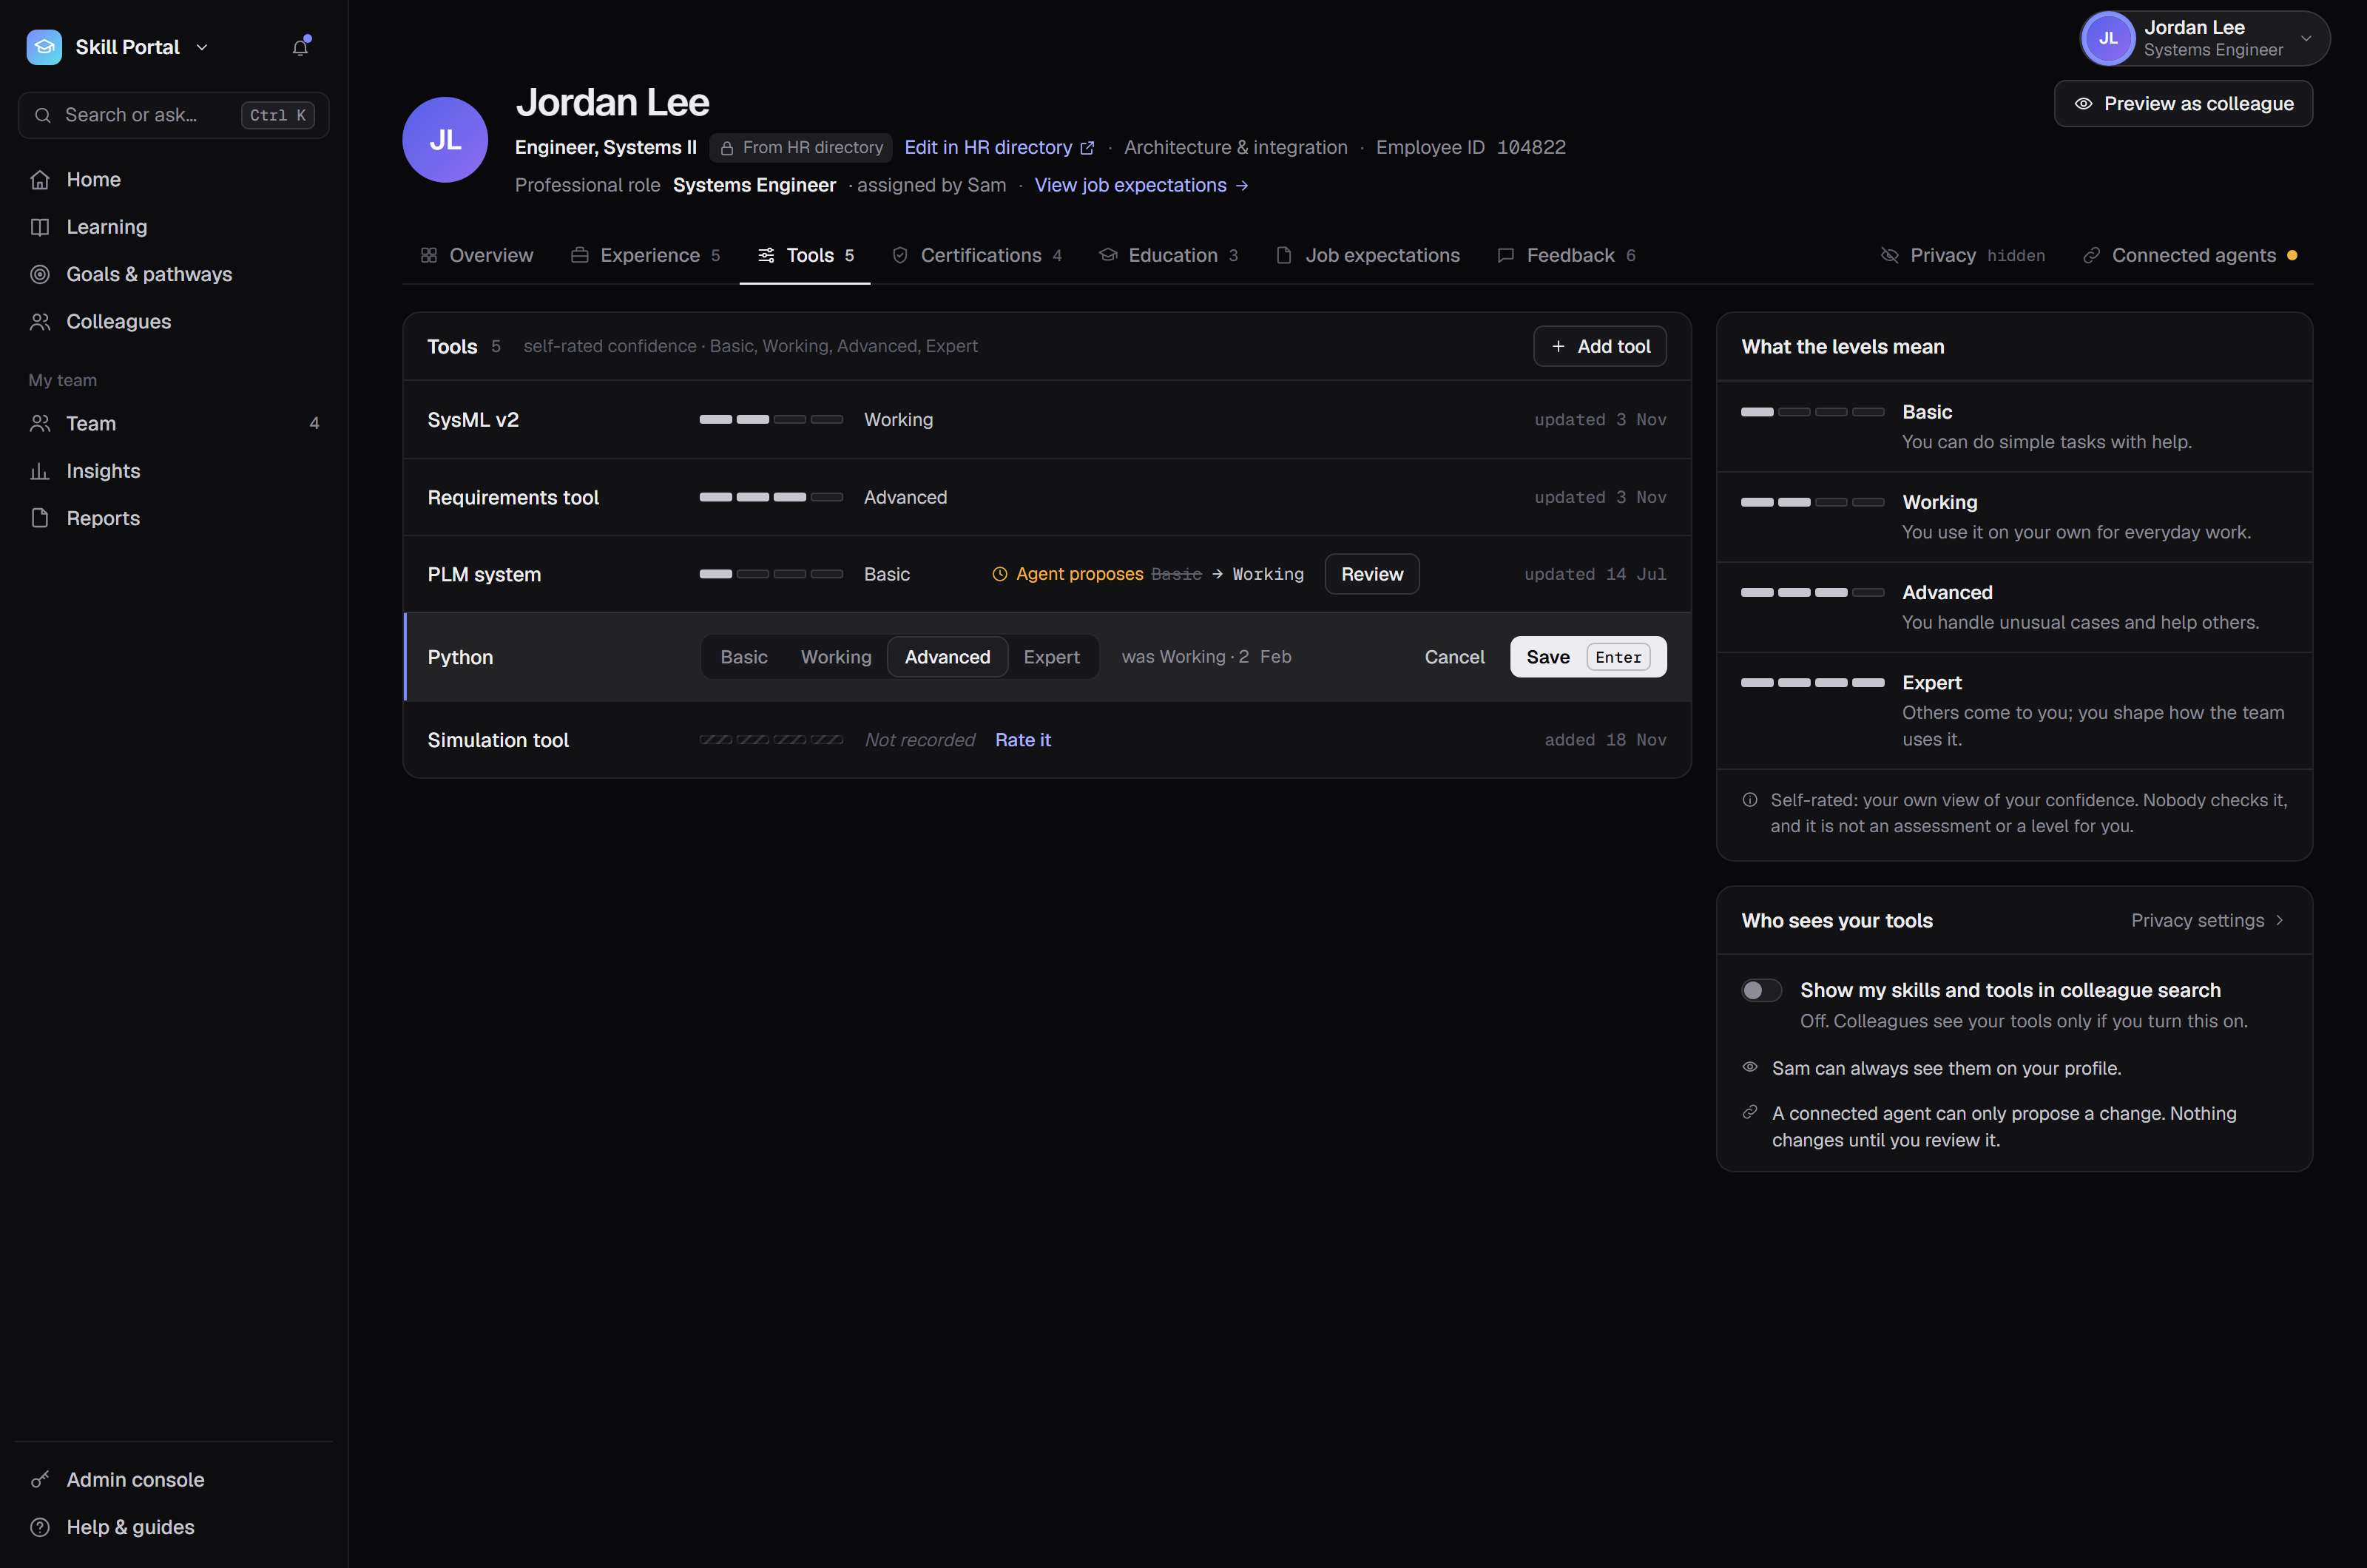 Skill Portal
Search or ask... Ctrl K
Home
Learning
Goals & pathways
Colleagues
My team
Team 4
Insights
Reports
Admin console
Help & guides
JL Jordan Lee
Systems Engineer
Preview as colleague
JL
Jordan Lee
Engineer, Systems II From HR directory Edit in HR directory · Architecture & integration · Employee ID 104822
Professional role Systems Engineer · assigned by Sam · View job expectations →
Overview Experience 5 Tools 5 Certifications 4 Education 3 Job expectations Feedback 6 Privacy hidden Connected agents
Tools 5 self-rated confidence · Basic, Working, Advanced, Expert + Add tool
SysML v2 Working updated 3 Nov
Requirements tool Advanced updated 3 Nov
PLM system Basic Agent proposes Basic → Working Review updated 14 Jul
Python Basic Working Advanced Expert was Working · 2 Feb Cancel Save Enter
Simulation tool Not recorded Rate it added 18 Nov
What the levels mean
Basic
You can do simple tasks with help.
Working
You use it on your own for everyday work.
Advanced
You handle unusual cases and help others.
Expert
Others come to you; you shape how the team
uses it.
Self-rated: your own view of your confidence. Nobody checks it,
and it is not an assessment or a level for you.
Who sees your tools Privacy settings
Show my skills and tools in colleague search
Off. Colleagues see your tools only if you turn this on.
Sam can always see them on your profile.
A connected agent can only propose a change. Nothing
changes until you review it.